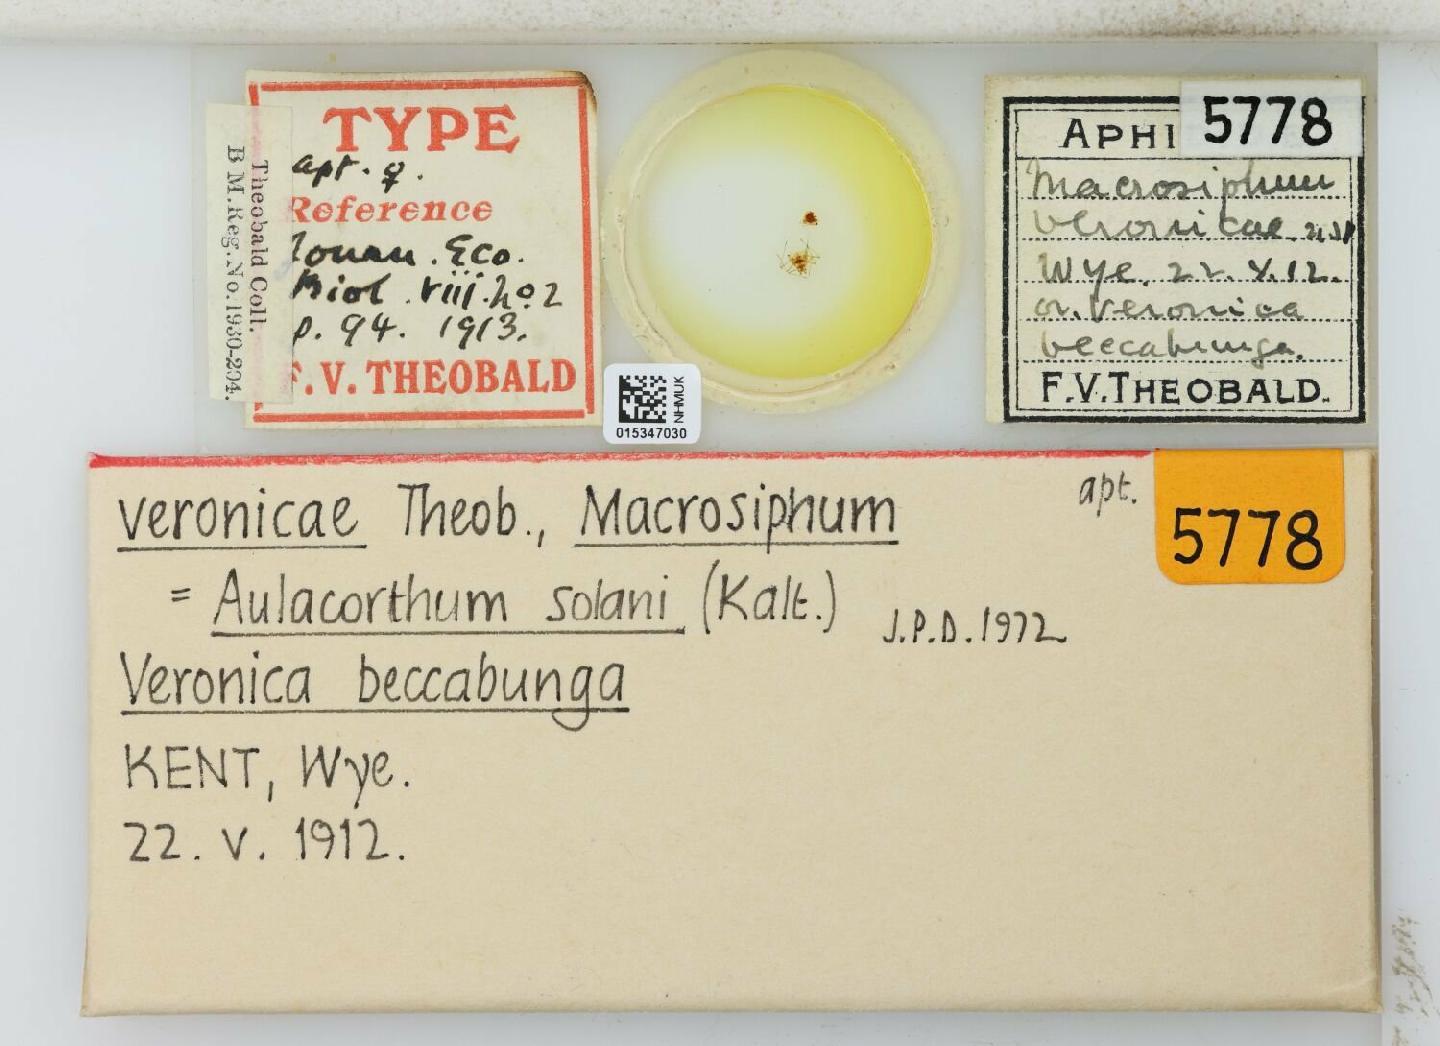 Theobald Coll.
B M.Reg.No.1930-204.
TYPE
apt. ♀.
Reference
Journ. Eco.
Biol. viii. no. 2
p. 94. 1913.
F.V. THEOBALD
NHMUK
015347030
APHI
5778
Macrosiphum
veronicae n.sp
Wye. 22. V. 12.
on. Veronica
beccabunga.
F.V. THEOBALD.
veronicae Theob., Macrosiphum
apt.
5778
= Aulacorthum solani (Kalt.)
J.P.D. 1972
Veronica beccabunga
KENT, Wye.
22. V. 1912.